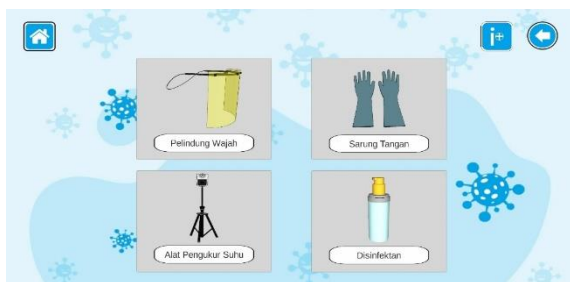 i+
Pelindung Wajah
Sarung Tangan
Alat Pengukur Suhu
Disinfektan